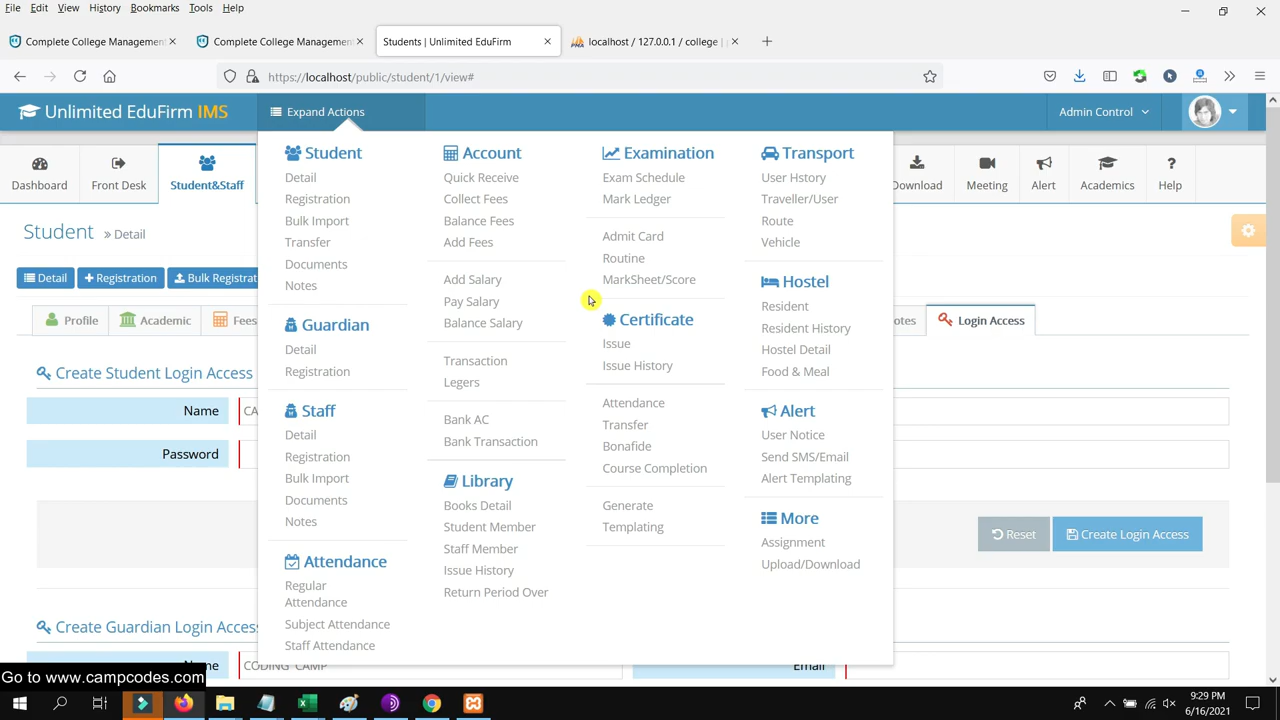 File Edit View History Bookmarks Tools Help
Complete College Management
Complete College Management
Students | Unlimited EduFirm
localhost / 127.0.0.1 / college |
https://localhost/public/student/1/view#
Unlimited EduFirm IMS
Expand Actions
Admin Control
Dashboard
Front Desk
Student&Staff
Download
Meeting
Alert
Academics
Help
Student » Detail
Detail
Registration
Bulk Registrat
Profile
Academic
Fees
otes
Login Access
Create Student Login Access
Name
CA
Password
Reset
Create Login Access
Create Guardian Login Acces
Name
CODING CAMP
Email
Student
Detail
Registration
Bulk Import
Transfer
Documents
Notes
Guardian
Detail
Registration
Staff
Detail
Registration
Bulk Import
Documents
Notes
Attendance
Regular
Attendance
Subject Attendance
Staff Attendance
Account
Quick Receive
Collect Fees
Balance Fees
Add Fees
Add Salary
Pay Salary
Balance Salary
Transaction
Legers
Bank AC
Bank Transaction
Library
Books Detail
Student Member
Staff Member
Issue History
Return Period Over
Examination
Exam Schedule
Mark Ledger
Admit Card
Routine
MarkSheet/Score
Certificate
Issue
Issue History
Attendance
Transfer
Bonafide
Course Completion
Generate
Templating
Transport
User Hstory
Traveller/User
Route
Vehicle
Hostel
Resident
Resident History
Hostel Detail
Food & Meal
Alert
User Notice
Send SMS/Email
Alert Templating
More
Assignment
Upload/Download
Go to www.campcodes.com
9:29 PM
6/16/2021